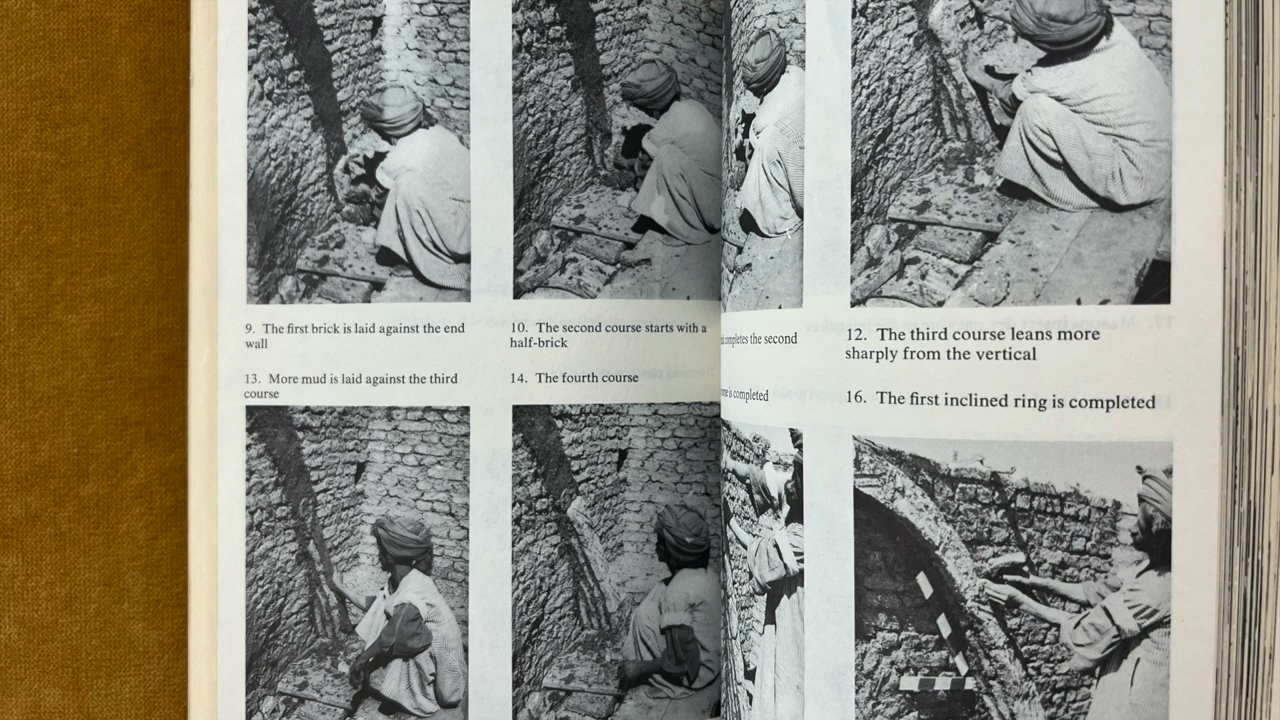 9. The first brick is laid against the end
wall
10. The second course starts with a
half-brick
completes the second
12. The third course leans more
sharply from the vertical
13. More mud is laid against the third
course
14. The fourth course
is completed
16. The first inclined ring is completed